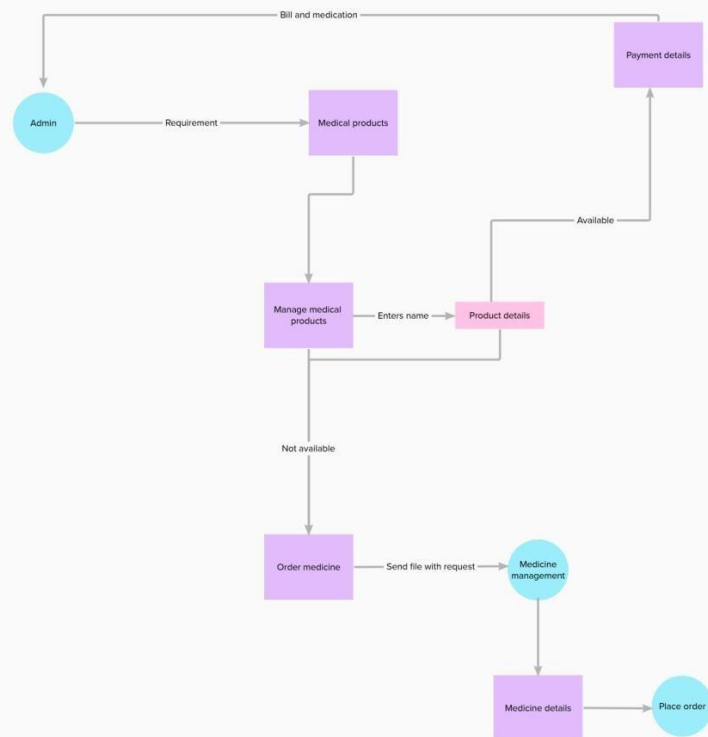 Bill and medication
Payment details
Admin
Requirement
Medical products
Available
Manage medical
products
Enters name
Product details
Not available
Order medicine
Send file with request
Medicine
management
Medicine details
Place order